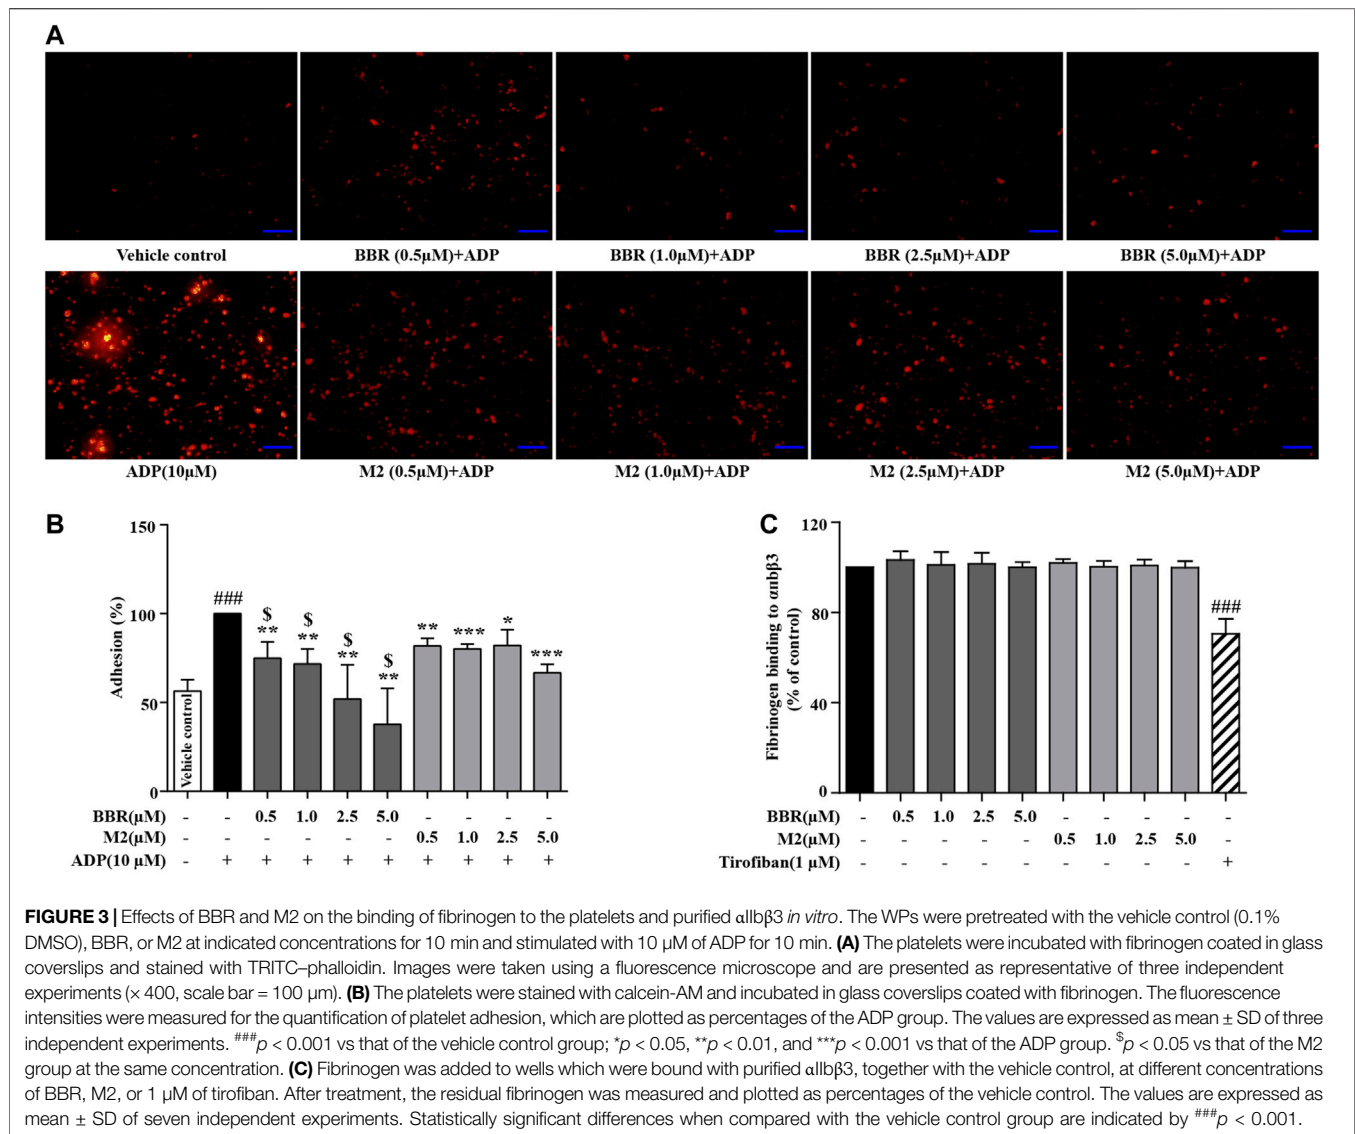 A
Vehicle control
BBR (0.5μM)+ADP
BBR (1.0μM)+ADP
BBR (2.5μM)+ADP
BBR (5.0μM)+ADP
ADP(10μM)
M2 (0.5μM)+ADP
M2 (1.0μM)+ADP
M2 (2.5μM)+ADP
M2 (5.0μM)+ADP
B
Adhesion (%)
150
100
50
0
Vehicle control
###
$
**
$
**
$
**
$
**
**
***
*
***
BBR(μM) - - 0.5 1.0 2.5 5.0 - - - -
M2(μM) - - - - - - 0.5 1.0 2.5 5.0
ADP(10 μM) - + + + + + + + + +
C
Fibrinogen binding to αnbβ3
(% of control)
120
80
40
0
###
BBR(μM) - 0.5 1.0 2.5 5.0 - - - - -
M2(μM) - - - - - 0.5 1.0 2.5 5.0 -
Tirofiban(1 μM) - - - - - - - - - +
FIGURE 3 | Effects of BBR and M2 on the binding of fibrinogen to the platelets and purified αIIbβ3 in vitro. The WPs were pretreated with the vehicle control (0.1%
DMSO), BBR, or M2 at indicated concentrations for 10 min and stimulated with 10 μM of ADP for 10 min. (A) The platelets were incubated with fibrinogen coated in glass
coverslips and stained with TRITC–phalloidin. Images were taken using a fluorescence microscope and are presented as representative of three independent
experiments (× 400, scale bar = 100 μm). (B) The platelets were stained with calcein-AM and incubated in glass coverslips coated with fibrinogen. The fluorescence
intensities were measured for the quantification of platelet adhesion, which are plotted as percentages of the ADP group. The values are expressed as mean ± SD of three
independent experiments. ###p < 0.001 vs that of the vehicle control group; *p < 0.05, **p < 0.01, and ***p < 0.001 vs that of the ADP group. $p < 0.05 vs that of the M2
group at the same concentration. (C) Fibrinogen was added to wells which were bound with purified αIIbβ3, together with the vehicle control, at different concentrations
of BBR, M2, or 1 μM of tirofiban. After treatment, the residual fibrinogen was measured and plotted as percentages of the vehicle control. The values are expressed as
mean ± SD of seven independent experiments. Statistically significant differences when compared with the vehicle control group are indicated by ###p < 0.001.